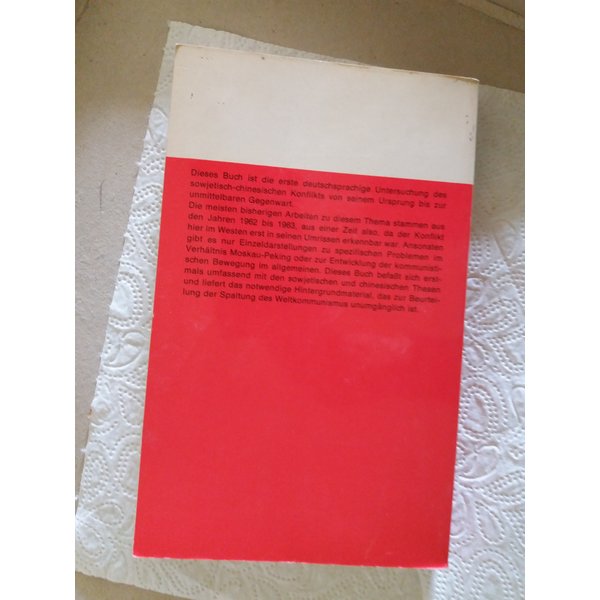 Dieses Buch ist die erste deutschsprachige Untersuchung des
sowjetisch-chinesischen Konflikts von seinem Ursprung bis zur
unmittelbaren Gegenwart.
Die meisten bisherigen Arbeiten zu diesem Thema stammen aus
den Jahren 1962 bis 1963, aus einer Zeit also, da der Konflikt
hier im Westen erst in seinen Umrissen erkennbar war. Ansonsten
gibt es nur Einzeldarstellungen zu spezifischen Problemen im
Verhältnis Moskau-Peking oder zur Entwicklung der kommunisti-
schen Bewegung im allgemeinen. Dieses Buch befaßt sich erst-
mals umfassend mit den sowjetischen und chinesischen Thesen
und liefert das notwendige Hintergrundmaterial, das zur Beurtei-
lung der Spaltung des Weltkommunismus unumgänglich ist.